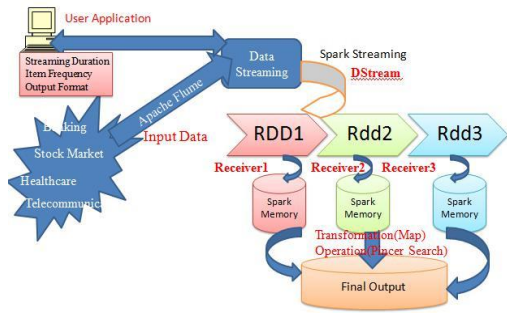 User Application
Streaming Duration
Item Frequency
Output Format
Data
Streaming
Spark Streaming
DStream
Apache Flume
Input Data
Banking
Stock Market
Healthcare
Telecommunic
RDD1
Rdd2
Rdd3
Receiver1
Receiver2
Receiver3
Spark
Memory
Spark
Memory
Spark
Memory
Transformation(Map)
Operation(Pincer Search)
Final Output